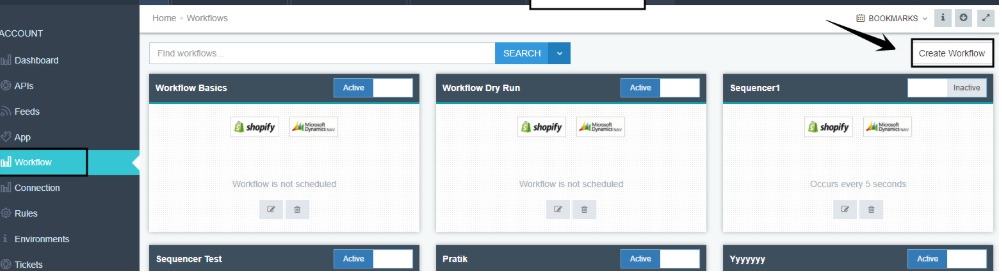 Home - Workflows
BOOKMARKS
ACCOUNT
Dashboard
APIs
Feeds
App
Workflow
Connection
Rules
Environments
Tickets
Find workflows...
SEARCH
Create Workflow
Workflow Basics
Active
shopify
Microsoft Dynamics NAV
Workflow is not scheduled
Workflow Dry Run
Active
shopify
Microsoft Dynamics NAV
Workflow is not scheduled
Sequencer1
Inactive
shopify
Microsoft Dynamics NAV
Occurs every 5 seconds
Sequencer Test
Active
Pratik
Active
Yyyyyyy
Active